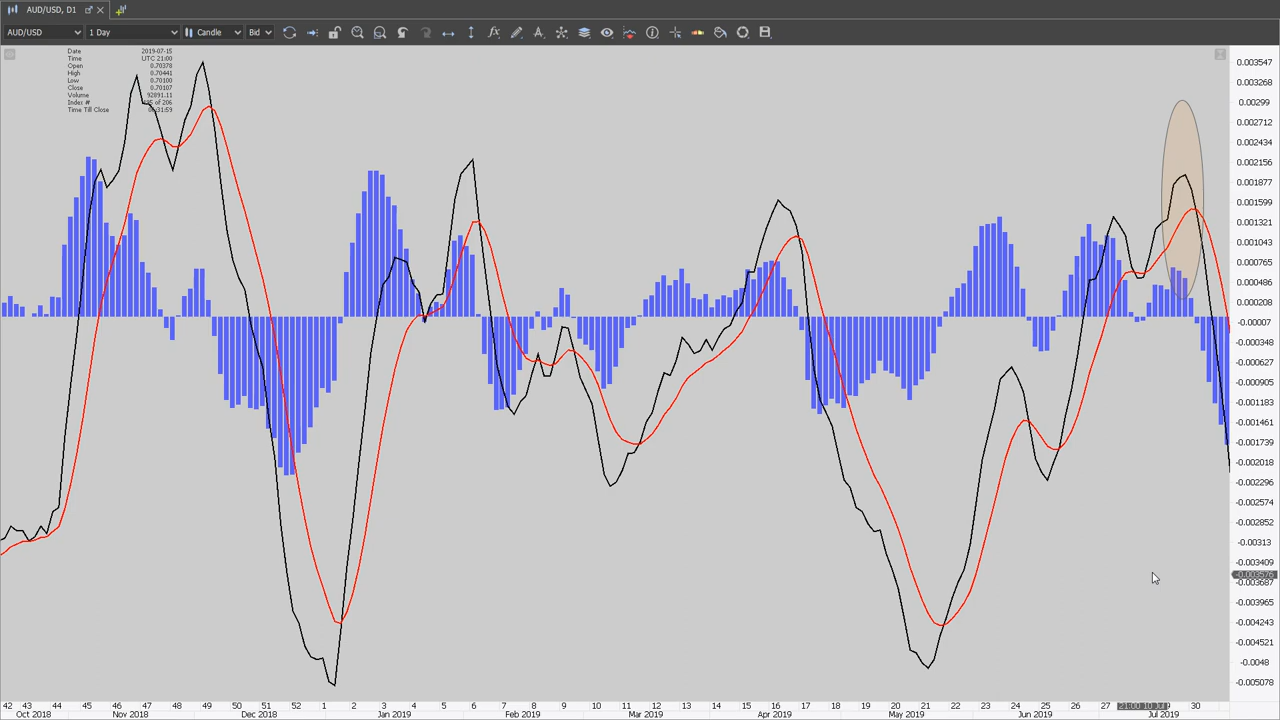 AUD/USD, D1
AUD/USD 1 Day Candle Bid
Date 2019-07-15
Time UTC 21:00
Open 0.70378
High 0.70441
Low 0.70100
Close 0.70107
Volume 92891.11
Index # of 206
Time Till Close
0.003547
0.003268
0.00299
0.002712
0.002434
0.002156
0.001877
0.001599
0.001321
0.001043
0.000765
0.000486
0.000208
-0.00007
-0.000348
-0.000627
-0.000905
-0.001183
-0.001461
-0.001739
-0.002018
-0.002296
-0.002574
-0.002852
-0.00313
-0.003409
-0.003576
-0.003687
-0.003965
-0.004243
-0.004521
-0.0048
-0.005078
42 43 45 46 47 48 49 50 51 52 1 2 3 4 5 6 7 8 9 10 11 12 13 14 15 16 17 18 19 20 21 22 23 24 25 26 27 30
Oct 2018 Nov 2018 Dec 2018 Jan 2019 Feb 2019 Mar 2019 Apr 2019 May 2019 Jun 2019 Jul 2019